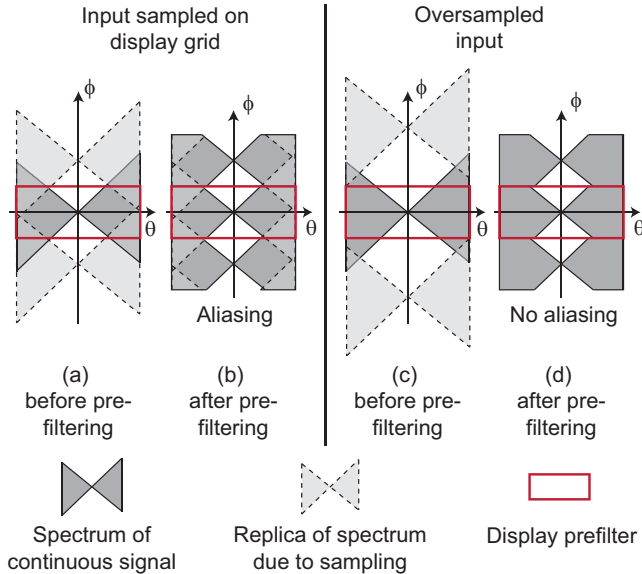 Input sampled on
display grid
Oversampled
input
ϕ
ϕ
ϕ
ϕ
θ
θ
θ
θ
Aliasing
No aliasing
(a)
before pre-
filtering
(b)
after pre-
filtering
(c)
before pre-
filtering
(d)
after pre-
filtering
Spectrum of
continuous signal
Replica of spectrum
due to sampling
Display prefilter